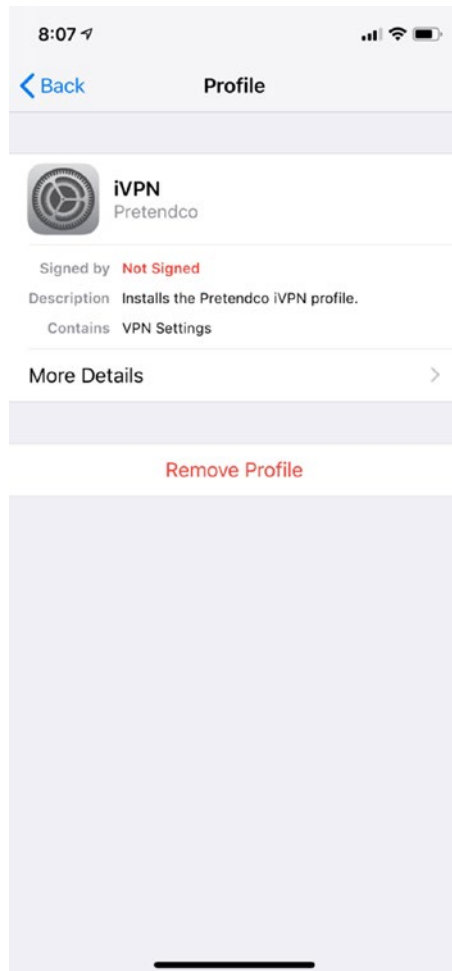 8:07
Back Profile
iVPN
Pretendco
Signed by Not Signed
Description Installs the Pretendco iVPN profile.
Contains VPN Settings
More Details
Remove Profile